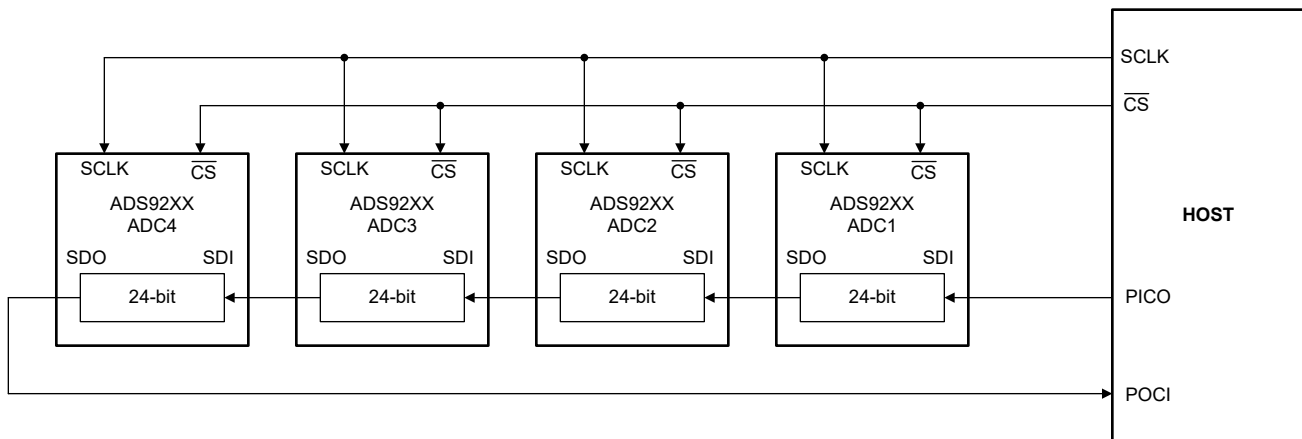 SCLK
CS
SCLK CS SCLK CS SCLK CS SCLK CS
ADS92XX ADS92XX ADS92XX ADS92XX
ADC4 ADC3 ADC2 ADC1
HOST
SDO SDI SDO SDI SDO SDI SDO SDI
24-bit 24-bit 24-bit 24-bit
PICO
POCI